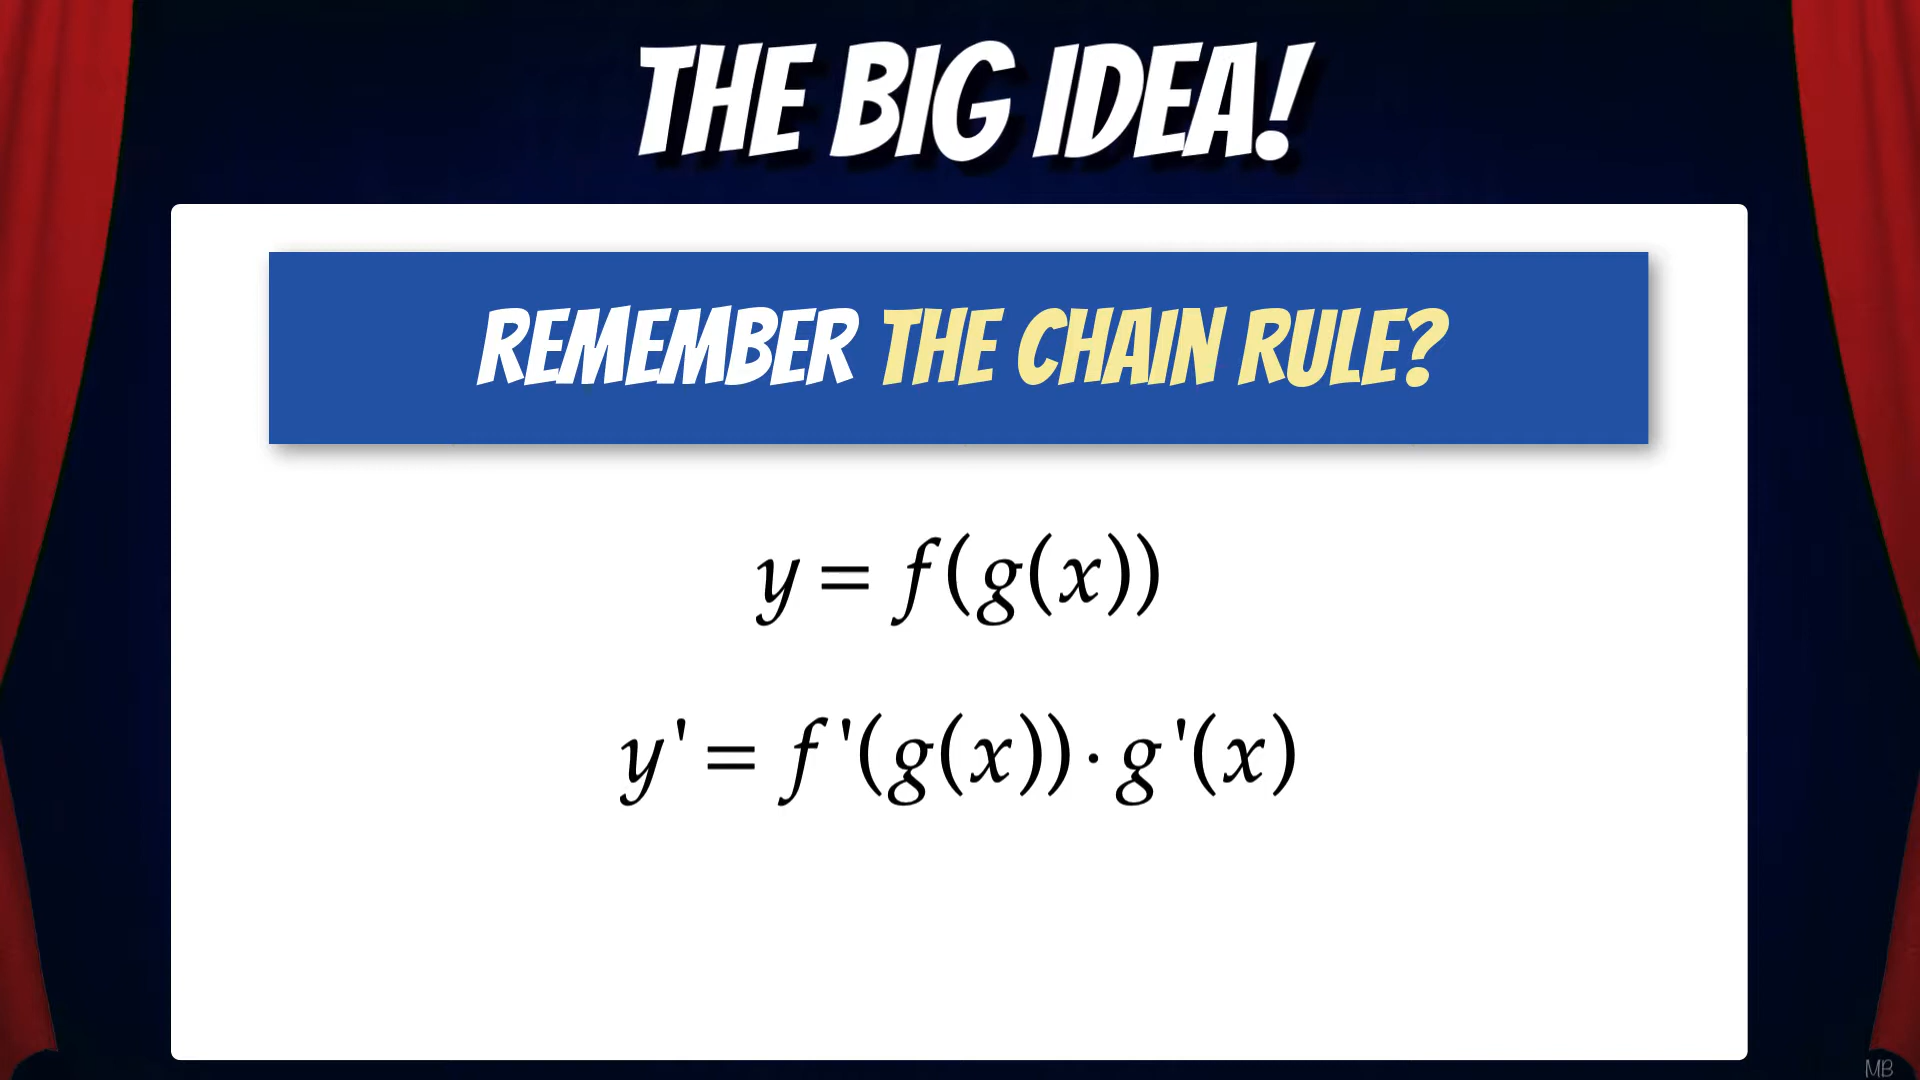 THE BIG IDEA!
REMEMBER THE CHAIN RULE?
y = f(g(x))
y' = f'(g(x)) · g'(x)
MB